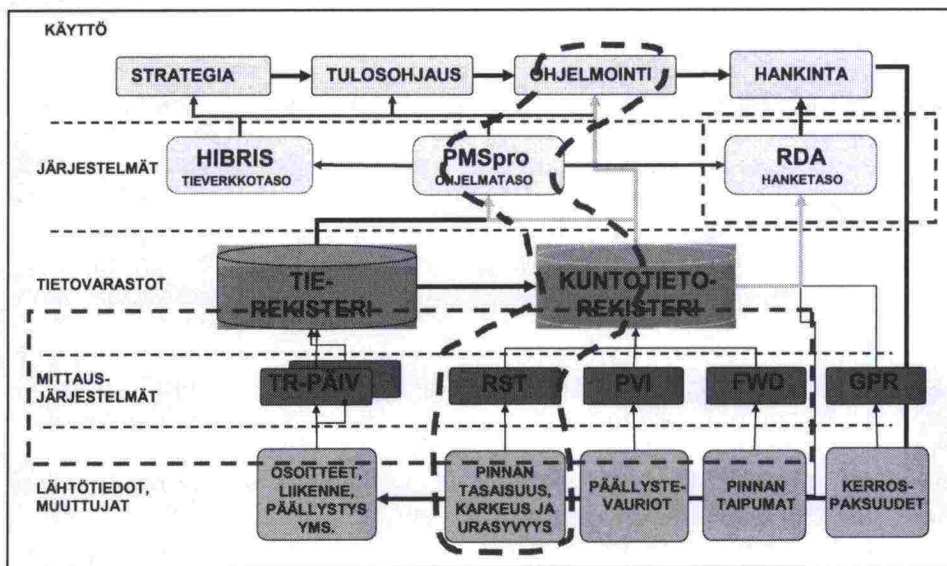 KÄYTTÖ
STRATEGIA
TULOSOHJAUS
OHJELMOINTI
HANKINTA
JÄRJESTELMÄT
HIBRIS
TIEVERKKOTASO
PMSpro
OHJELMATASO
RDA
HANKETASO
TIETOVARASTOT
TIE-
REKISTERI
KUNTOTIETO-
REKISTERI
MITTAUS-
JÄRJESTELMÄT
TR-PÄIV
RST
PVI
FWD
GPR
LÄHTÖTIEDOT,
MUUTTUJAT
OSOITTEET,
LIIKENNE,
PÄÄLLYSTYS
YMS.
PINNAN
TASAISUUS,
KARKEUS JA
URASYVYYS
PÄÄLLYSTE-
VAURIOT
PINNAN
TAIPUMAT
KERROS-
PAKSUUDET